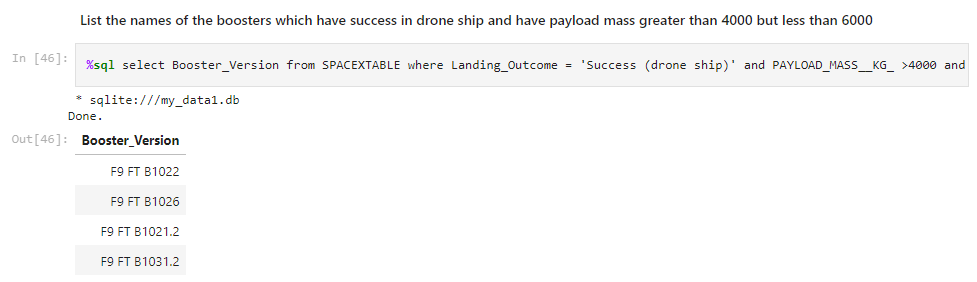 List the names of the boosters which have success in drone ship and have payload mass greater than 4000 but less than 6000
In [46]: %sql select Booster_Version from SPACEXTABLE where Landing_Outcome = 'Success (drone ship)' and PAYLOAD_MASS__KG_ >4000 and
* sqlite:///my_data1.db
Done.
Out[46]: Booster_Version
F9 FT B1022
F9 FT B1026
F9 FT B1021.2
F9 FT B1031.2